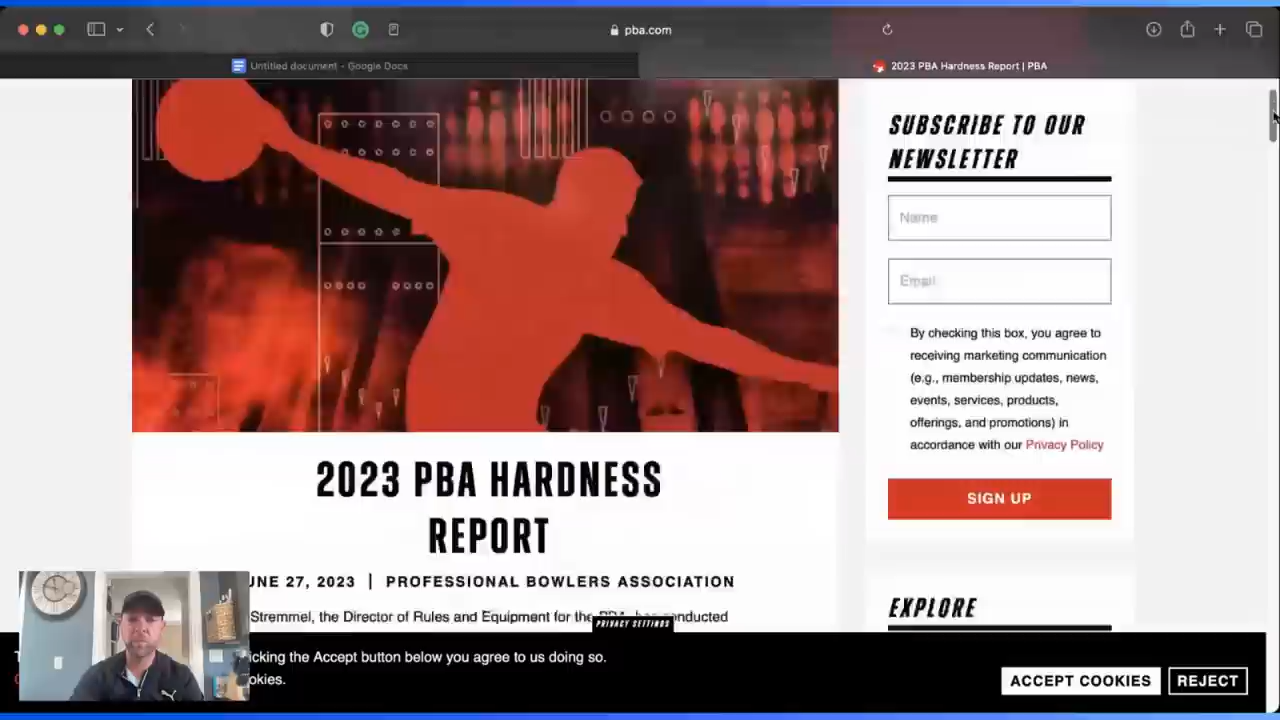 pba.com
Untitled document - Google Docs
2023 PBA Hardness Report | PBA
SUBSCRIBE TO OUR
NEWSLETTER
Name
Email
By checking this box, you agree to
receiving marketing communication
(e.g., membership updates, news,
events, services, products,
offerings, and promotions) in
accordance with our Privacy Policy
SIGN UP
2023 PBA HARDNESS
REPORT
UNE 27, 2023 | PROFESSIONAL BOWLERS ASSOCIATION
Stremmel, the Director of Rules and Equipment for the PBA, has conducted
PRIVACY SETTINGS
EXPLORE
icking the Accept button below you agree to us doing so.
okies.
ACCEPT COOKIES
REJECT